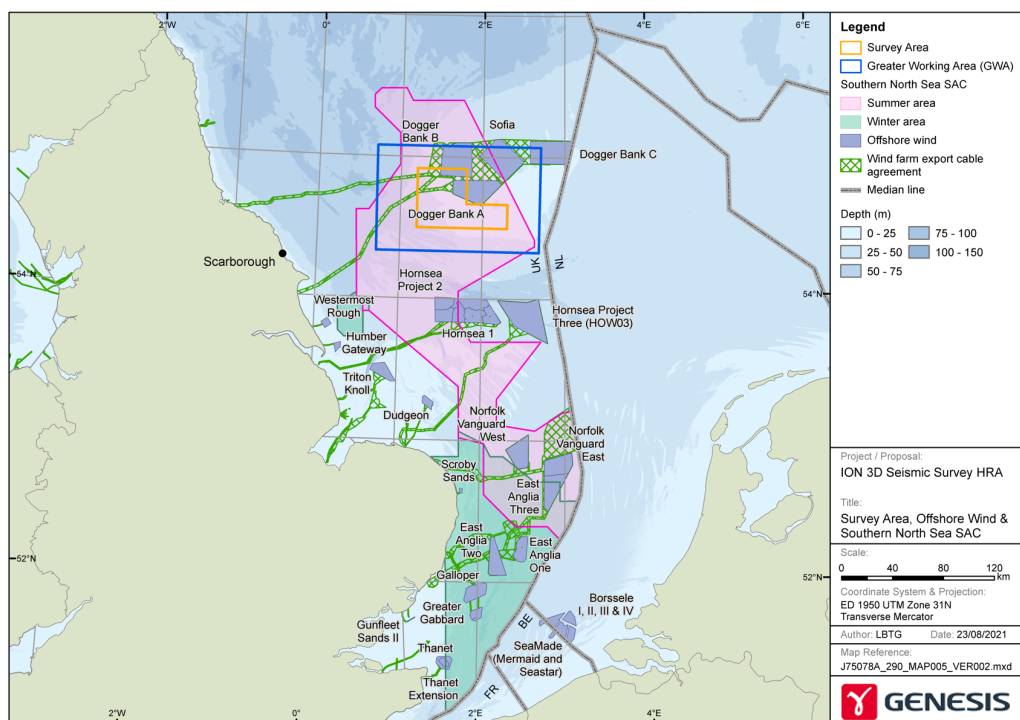 2°W
0°
2°E
4°E
6°E
Dogger
Bank B
Sofia
Dogger Bank C
Dogger Bank A
Scarborough
54°N
Hornsea
Project 2
UK
NL
54°N
Westermost
Rough
Hornsea Project
Three (HOW03)
Hornsea 1
Humber
Gateway
Triton
Knoll
Dudgeon
Norfolk
Vanguard
West
Norfolk
Vanguard
East
Scroby
Sands
East
Anglia
Three
East
Anglia
Two
East
Anglia
One
52°N
52°N
Galloper
Greater
Gabbard
Borssele
I, II, III & IV
BE
Gunfleet
Sands II
SeaMade
(Mermaid and
Seastar)
Thanet
Thanet
Extension
FR
2°W
0°
2°E
4°E
Legend
Survey Area
Greater Working Area (GWA)
Southern North Sea SAC
Summer area
Winter area
Offshore wind
Wind farm export cable
agreement
Median line
Depth (m)
0 - 25
75 - 100
25 - 50
100 - 150
50 - 75
Project / Proposal:
ION 3D Seismic Survey HRA
Title:
Survey Area, Offshore Wind &
Southern North Sea SAC
Scale:
0 40 80 120
km
Coordinate System & Projection:
ED 1950 UTM Zone 31N
Transverse Mercator
Author: LBTG Date: 23/08/2021
Map Reference:
J75078A_290_MAP005_VER002.mxd
GENESIS